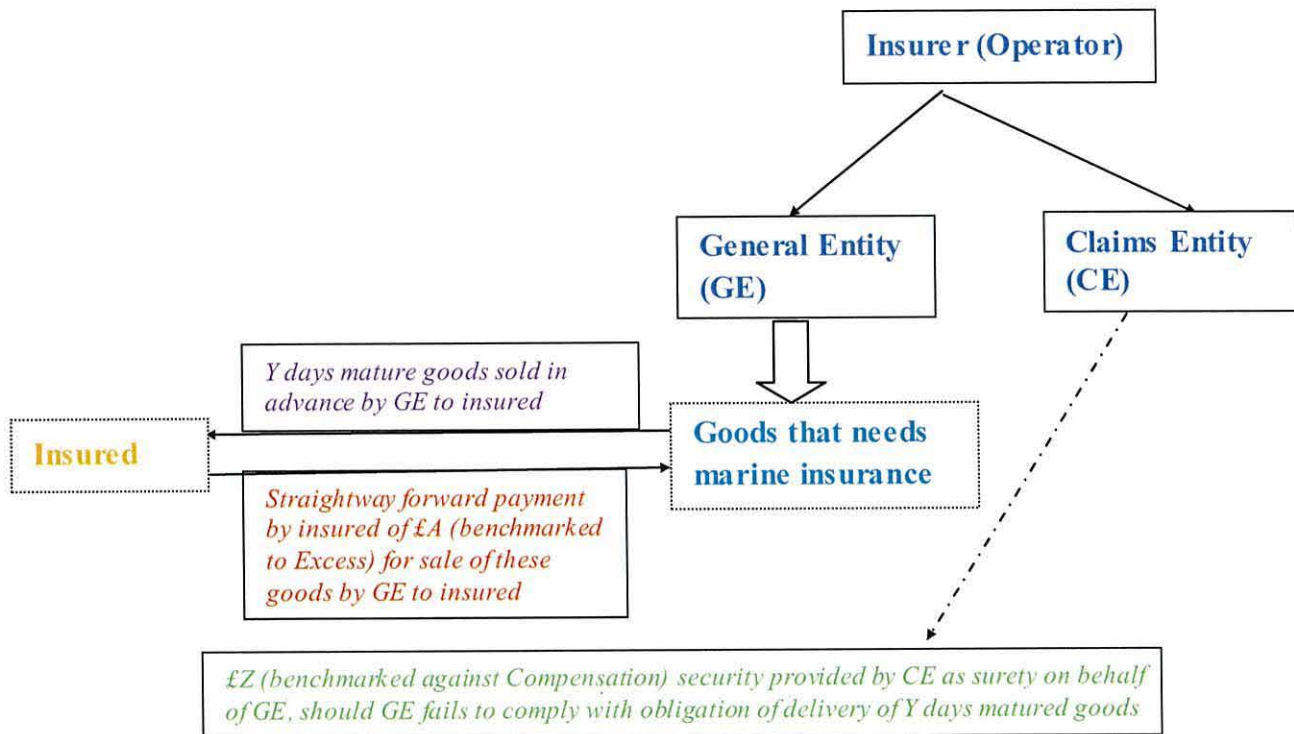 Insurer (Operator)
General Entity
(GE)
Claims Entity
(CE)
Y days mature goods sold in
advance by GE to insured
Insured
Goods that needs
marine insurance
Straightway forward payment
by insured of £A (benchmarked
to Excess) for sale of these
goods by GE to insured
£Z (benchmarked against Compensation) security provided by CE as surety on behalf
of GE, should GE fails to comply with obligation of delivery of Y days matured goods